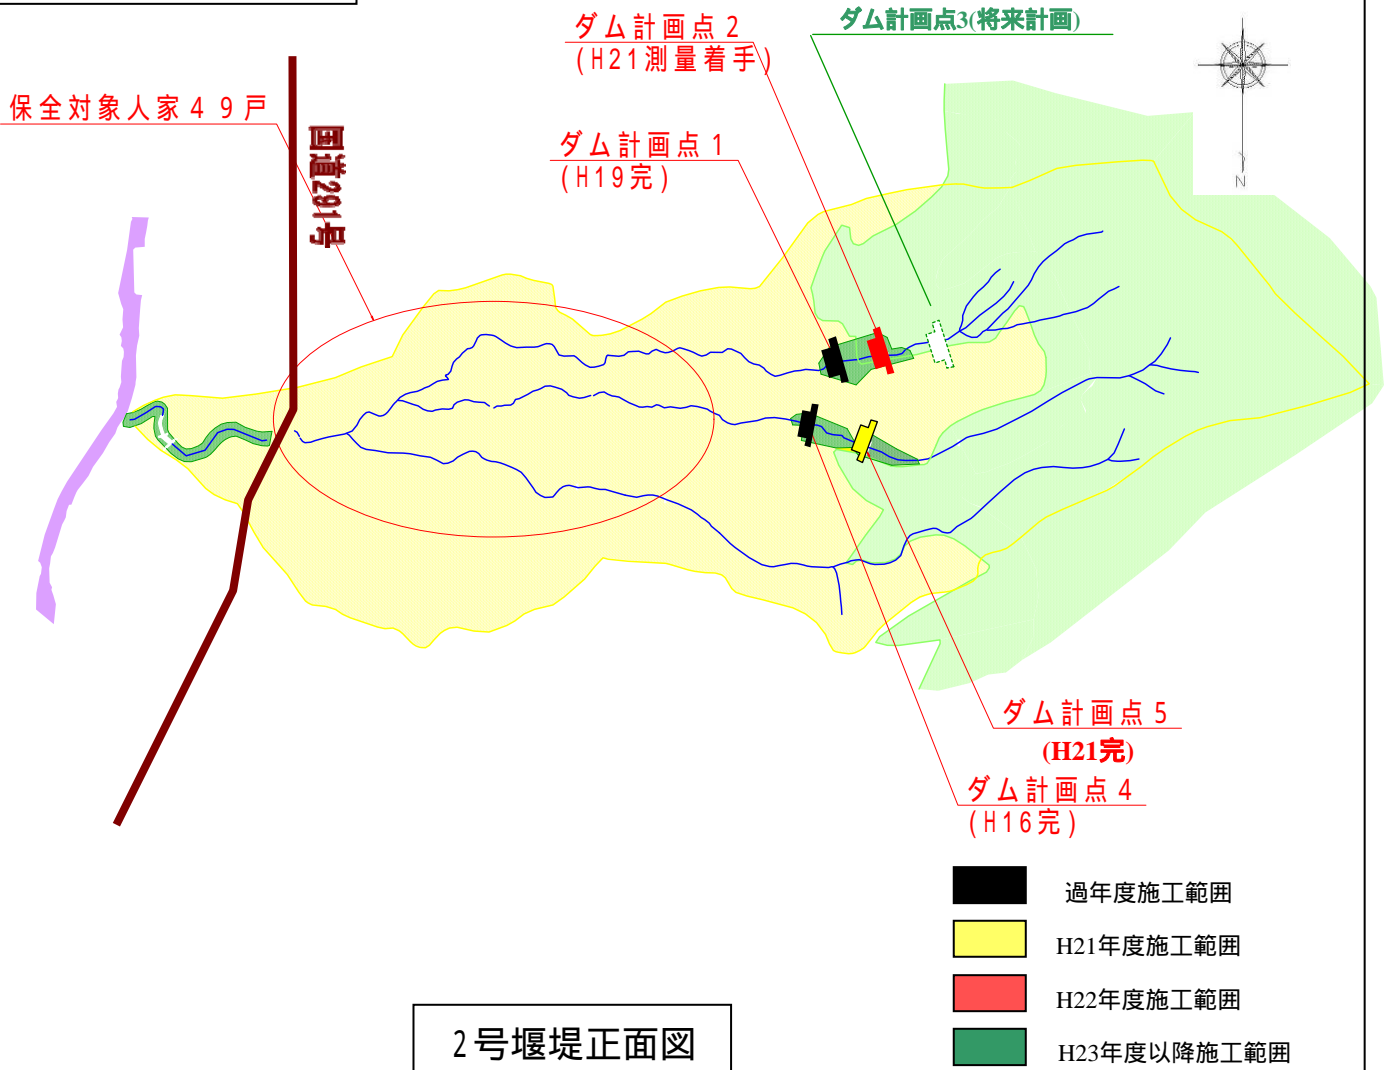 ダム計画点２
(H21測量着手)
ダム計画点3(将来計画)
保全対象人家４９戸
国道291号
ダム計画点１
(H19完)
N
ダム計画点５
(H21完)
ダム計画点４
(H16完)
過年度施工範囲
H21年度施工範囲
H22年度施工範囲
H23年度以降施工範囲
2号堰堤正面図